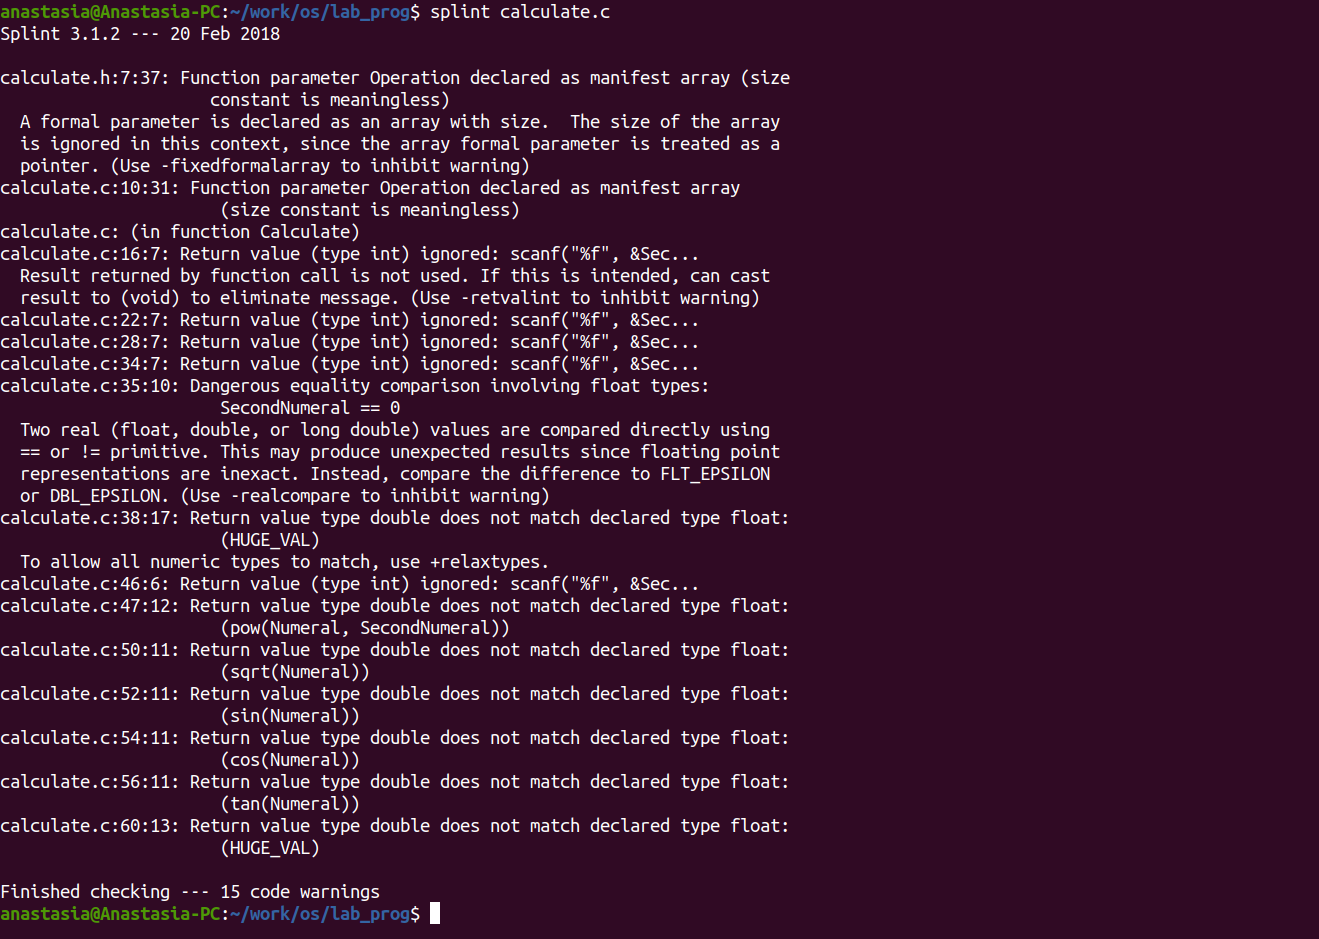 anastasia@Anastasia-PC:~/work/os/lab_prog$ splint calculate.c
Splint 3.1.2 --- 20 Feb 2018

calculate.h:7:37: Function parameter Operation declared as manifest array (size
                     constant is meaningless)
  A formal parameter is declared as an array with size.  The size of the array
  is ignored in this context, since the array formal parameter is treated as a
  pointer. (Use -fixedformalarray to inhibit warning)
calculate.c:10:31: Function parameter Operation declared as manifest array
                      (size constant is meaningless)
calculate.c: (in function Calculate)
calculate.c:16:7: Return value (type int) ignored: scanf("%f", &Sec...
  Result returned by function call is not used. If this is intended, can cast
  result to (void) to eliminate message. (Use -retvalint to inhibit warning)
calculate.c:22:7: Return value (type int) ignored: scanf("%f", &Sec...
calculate.c:28:7: Return value (type int) ignored: scanf("%f", &Sec...
calculate.c:34:7: Return value (type int) ignored: scanf("%f", &Sec...
calculate.c:35:10: Dangerous equality comparison involving float types:
                      SecondNumeral == 0
  Two real (float, double, or long double) values are compared directly using
  == or != primitive. This may produce unexpected results since floating point
  representations are inexact. Instead, compare the difference to FLT_EPSILON
  or DBL_EPSILON. (Use -realcompare to inhibit warning)
calculate.c:38:17: Return value type double does not match declared type float:
                      (HUGE_VAL)
  To allow all numeric types to match, use +relaxtypes.
calculate.c:46:6: Return value (type int) ignored: scanf("%f", &Sec...
calculate.c:47:12: Return value type double does not match declared type float:
                      (pow(Numeral, SecondNumeral))
calculate.c:50:11: Return value type double does not match declared type float:
                      (sqrt(Numeral))
calculate.c:52:11: Return value type double does not match declared type float:
                      (sin(Numeral))
calculate.c:54:11: Return value type double does not match declared type float:
                      (cos(Numeral))
calculate.c:56:11: Return value type double does not match declared type float:
                      (tan(Numeral))
calculate.c:60:13: Return value type double does not match declared type float:
                      (HUGE_VAL)

Finished checking --- 15 code warnings
anastasia@Anastasia-PC:~/work/os/lab_prog$